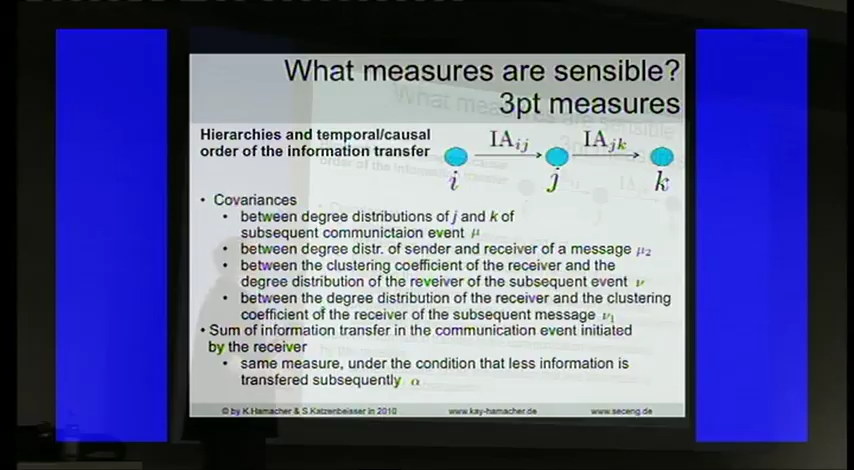 What measures are sensible?
3pt measures
Hierarchies and temporal/causal
order of the information transfer
IAij IAjk
i j k
• Covariances
• between degree distributions of j and k of
subsequent communictaion event μ
• between degree distr. of sender and receiver of a message μ2
• between the clustering coefficient of the receiver and the
degree distribution of the reveiver of the subsequent event ν
• between the degree distribution of the receiver and the clustering
coefficient of the receiver of the subsequent message ν1
• Sum of information transfer in the communication event initiated
by the receiver
• same measure, under the condition that less information is
transfered subsequently α
© by K.Hamacher & S.Katzenbeisser in 2010 www.kay-hamacher.de www.seceng.de